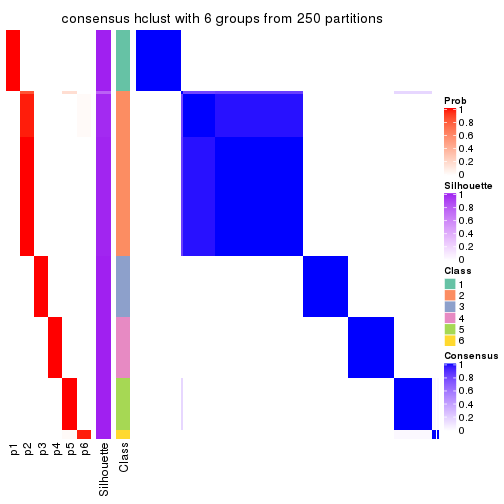 consensus hclust with 6 groups from 250 partitions
Prob
1
0.8
0.6
0.4
0.2
0
Silhouette
1
0.8
0.6
0.4
0.2
0
Class
1
2
3
4
5
6
Consensus
1
0.8
0.6
0.4
0.2
0
p1
p2
p3
p4
p5
p6
Silhouette
Class